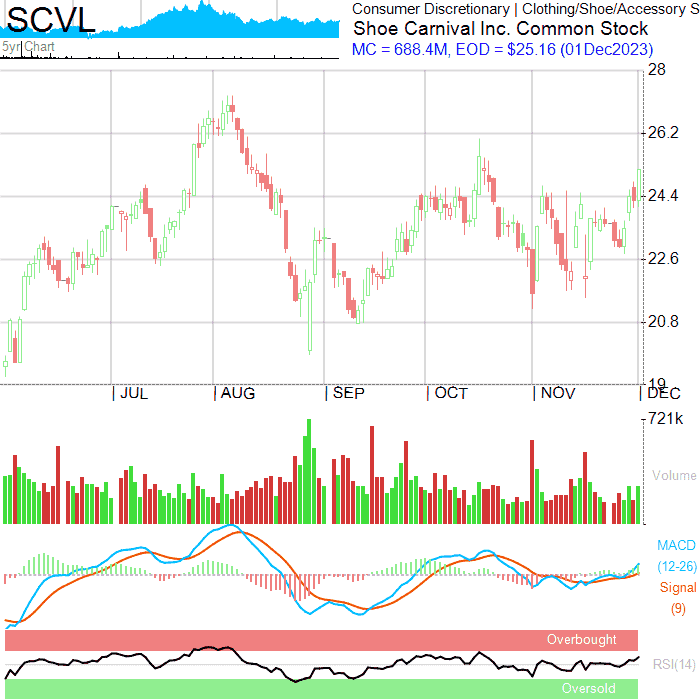 SCVL
Consumer Discretionary | Clothing/Shoe/Accessory S
Shoe Carnival Inc. Common Stock
5yr Chart
MC = 688.4M, EOD = $25.16 (01Dec2023)
28
26.2
24.4
22.6
20.8
19
| JUL | AUG | SEP | OCT | NOV | DEC
721k
Volume
MACD
(12-26)
Signal
(9)
Overbought
RSI(14)
Oversold